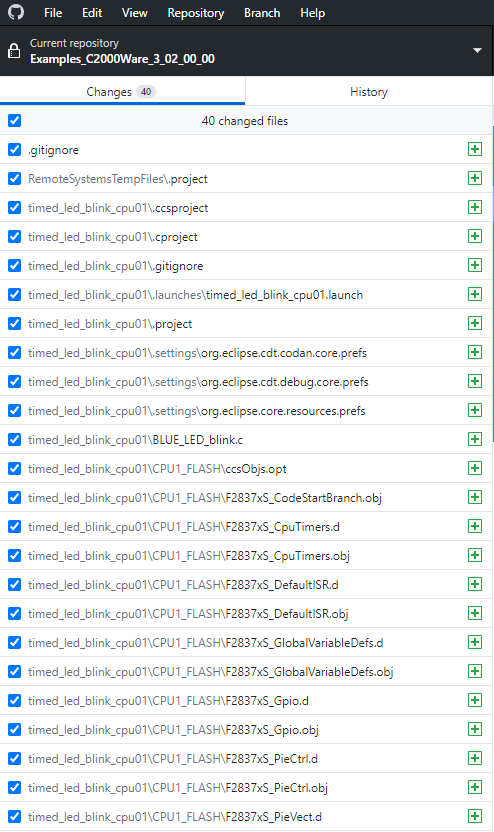 File Edit View Repository Branch Help
Current repository
Examples_C2000Ware_3_02_00_00
Changes 40 History
40 changed files
.gitignore
RemoteSystemsTempFiles\.project
timed_led_blink_cpu01\.ccsproject
timed_led_blink_cpu01\.cproject
timed_led_blink_cpu01\.gitignore
timed_led_blink_cpu01\.launches\timed_led_blink_cpu01.launch
timed_led_blink_cpu01\.project
timed_led_blink_cpu01\.settings\org.eclipse.cdt.codan.core.prefs
timed_led_blink_cpu01\.settings\org.eclipse.cdt.debug.core.prefs
timed_led_blink_cpu01\.settings\org.eclipse.core.resources.prefs
timed_led_blink_cpu01\BLUE_LED_blink.c
timed_led_blink_cpu01\CPU1_FLASH\ccsObjs.opt
timed_led_blink_cpu01\CPU1_FLASH\F2837xS_CodeStartBranch.obj
timed_led_blink_cpu01\CPU1_FLASH\F2837xS_CpuTimers.d
timed_led_blink_cpu01\CPU1_FLASH\F2837xS_CpuTimers.obj
timed_led_blink_cpu01\CPU1_FLASH\F2837xS_DefaultISR.d
timed_led_blink_cpu01\CPU1_FLASH\F2837xS_DefaultISR.obj
timed_led_blink_cpu01\CPU1_FLASH\F2837xS_GlobalVariableDefs.d
timed_led_blink_cpu01\CPU1_FLASH\F2837xS_GlobalVariableDefs.obj
timed_led_blink_cpu01\CPU1_FLASH\F2837xS_Gpio.d
timed_led_blink_cpu01\CPU1_FLASH\F2837xS_Gpio.obj
timed_led_blink_cpu01\CPU1_FLASH\F2837xS_PieCtrl.d
timed_led_blink_cpu01\CPU1_FLASH\F2837xS_PieCtrl.obj
timed_led_blink_cpu01\CPU1_FLASH\F2837xS_PieVect.d